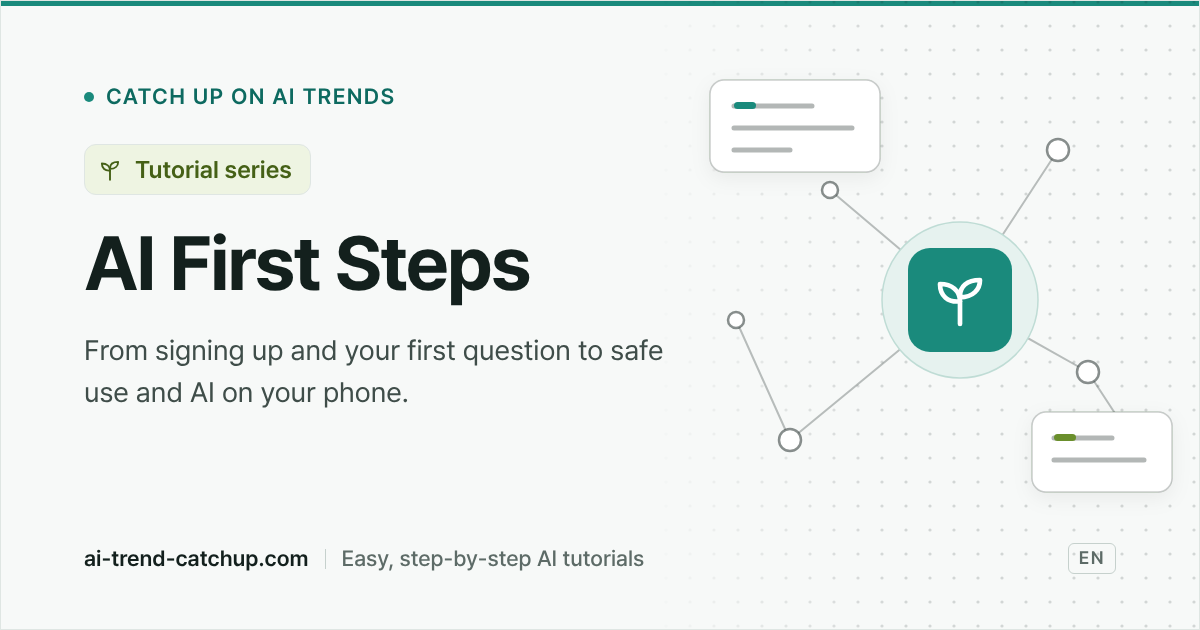 CATCH UP ON AI TRENDS
Tutorial series
AI First Steps
From signing up and your first question to safe
use and AI on your phone.
ai-trend-catchup.com
Easy, step-by-step AI tutorials
EN